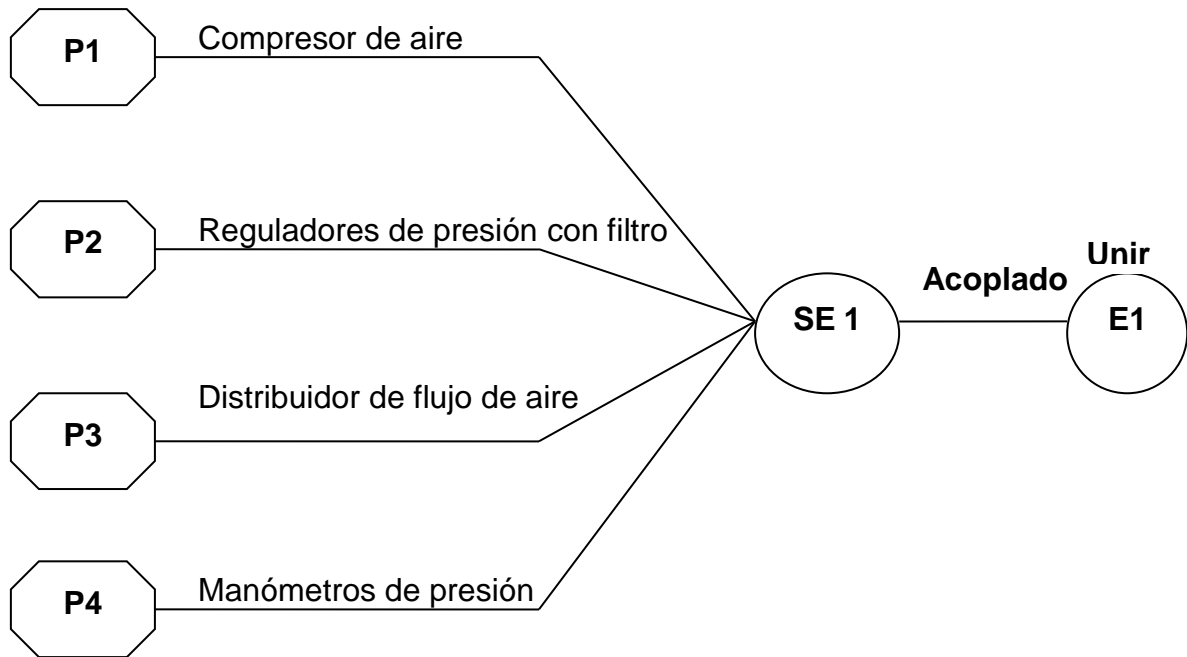 P1
Compresor de aire
P2
Reguladores de presión con filtro
Unir
Acoplado
SE 1
E1
P3
Distribuidor de flujo de aire
P4
Manómetros de presión